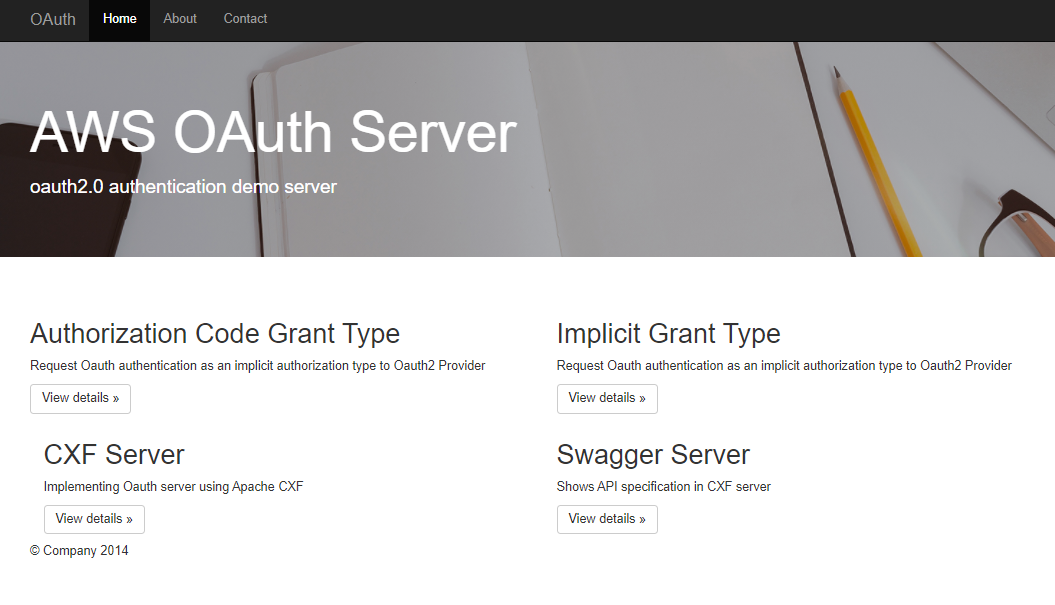 OAuth Home About Contact
AWS OAuth Server
oauth2.0 authentication demo server
Authorization Code Grant Type
Request Oauth authentication as an implicit authorization type to Oauth2 Provider
View details »
Implicit Grant Type
Request Oauth authentication as an implicit authorization type to Oauth2 Provider
View details »
CXF Server
Implementing Oauth server using Apache CXF
View details »
Swagger Server
Shows API specification in CXF server
View details »
© Company 2014